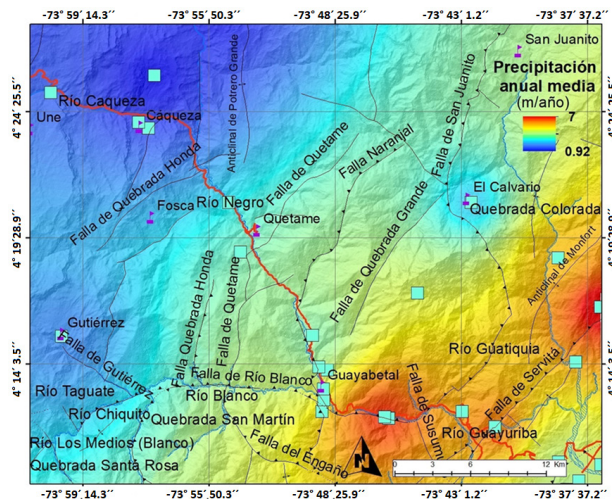 -73° 59´14.3´´ -73° 55´50.9´´ -73° 48´25.9´´ -73° 43´1.2´´ -73° 37´37.2´´
San Juanito
Precipitación
anual media
(m/año)
7
0.92
Río Caqueza
Caqueza
Une
Anticlinal de Potrero Grande
Falla de San Juanito
4° 24´25.5´´
Falla de Quebrada Honda
Falla de Quetame
Falla Naranjal
Fosca
Río Negro
Quetame
El Calvario
Quebrada Colorada
4° 19´28.9´´
Falla de Quebrada Grande
Anticlinal de Monfort
Falla Quebrada Honda
Falla de Quetame
Gutiérrez
Falla de Gutiérrez
Río Guatiquia
4° 14´3.5´´
Falla de Río Blanco
Guayabetal
Falla de Servitá
Río Taguate
Río Blanco
Falla de Susumu
Río Chiquito
Quebrada San Martín
Río Guayuriba
Río Los Medios (Blanco)
Falla del Engaño
Quebrada Santa Rosa
N
0 3 6 12 Km
-73° 59´14.3´´ -73° 55´50.9´´ -73° 48´25.9´´ -73° 43´1.2´´ -73° 37´37.2´´